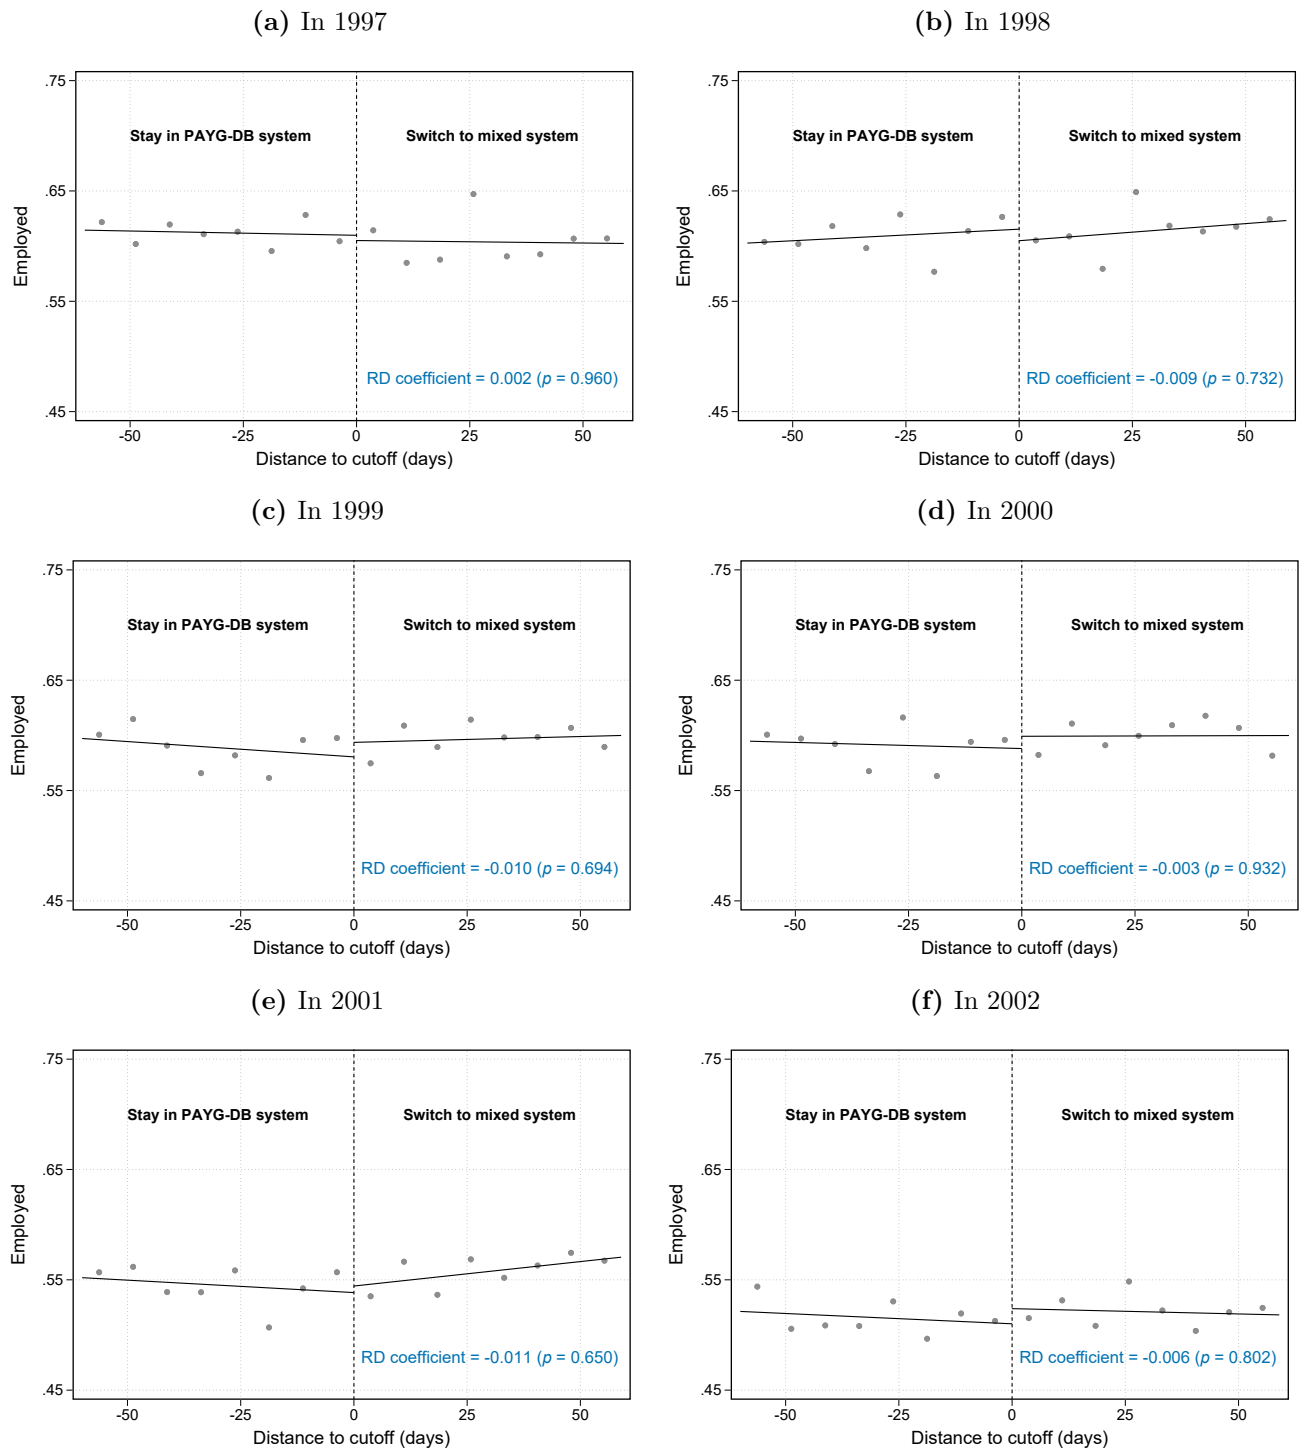 (a) In 1997
.75
.65
.55
.45
Employed
Stay in PAYG-DB system
Switch to mixed system
RD coefficient = 0.002 (p = 0.960)
-50 -25 0 25 50
Distance to cutoff (days)
(b) In 1998
.75
.65
.55
.45
Employed
Stay in PAYG-DB system
Switch to mixed system
RD coefficient = -0.009 (p = 0.732)
-50 -25 0 25 50
Distance to cutoff (days)
(c) In 1999
.75
.65
.55
.45
Employed
Stay in PAYG-DB system
Switch to mixed system
RD coefficient = -0.010 (p = 0.694)
-50 -25 0 25 50
Distance to cutoff (days)
(d) In 2000
.75
.65
.55
.45
Employed
Stay in PAYG-DB system
Switch to mixed system
RD coefficient = -0.003 (p = 0.932)
-50 -25 0 25 50
Distance to cutoff (days)
(e) In 2001
.75
.65
.55
.45
Employed
Stay in PAYG-DB system
Switch to mixed system
RD coefficient = -0.011 (p = 0.650)
-50 -25 0 25 50
Distance to cutoff (days)
(f) In 2002
.75
.65
.55
.45
Employed
Stay in PAYG-DB system
Switch to mixed system
RD coefficient = -0.006 (p = 0.802)
-50 -25 0 25 50
Distance to cutoff (days)